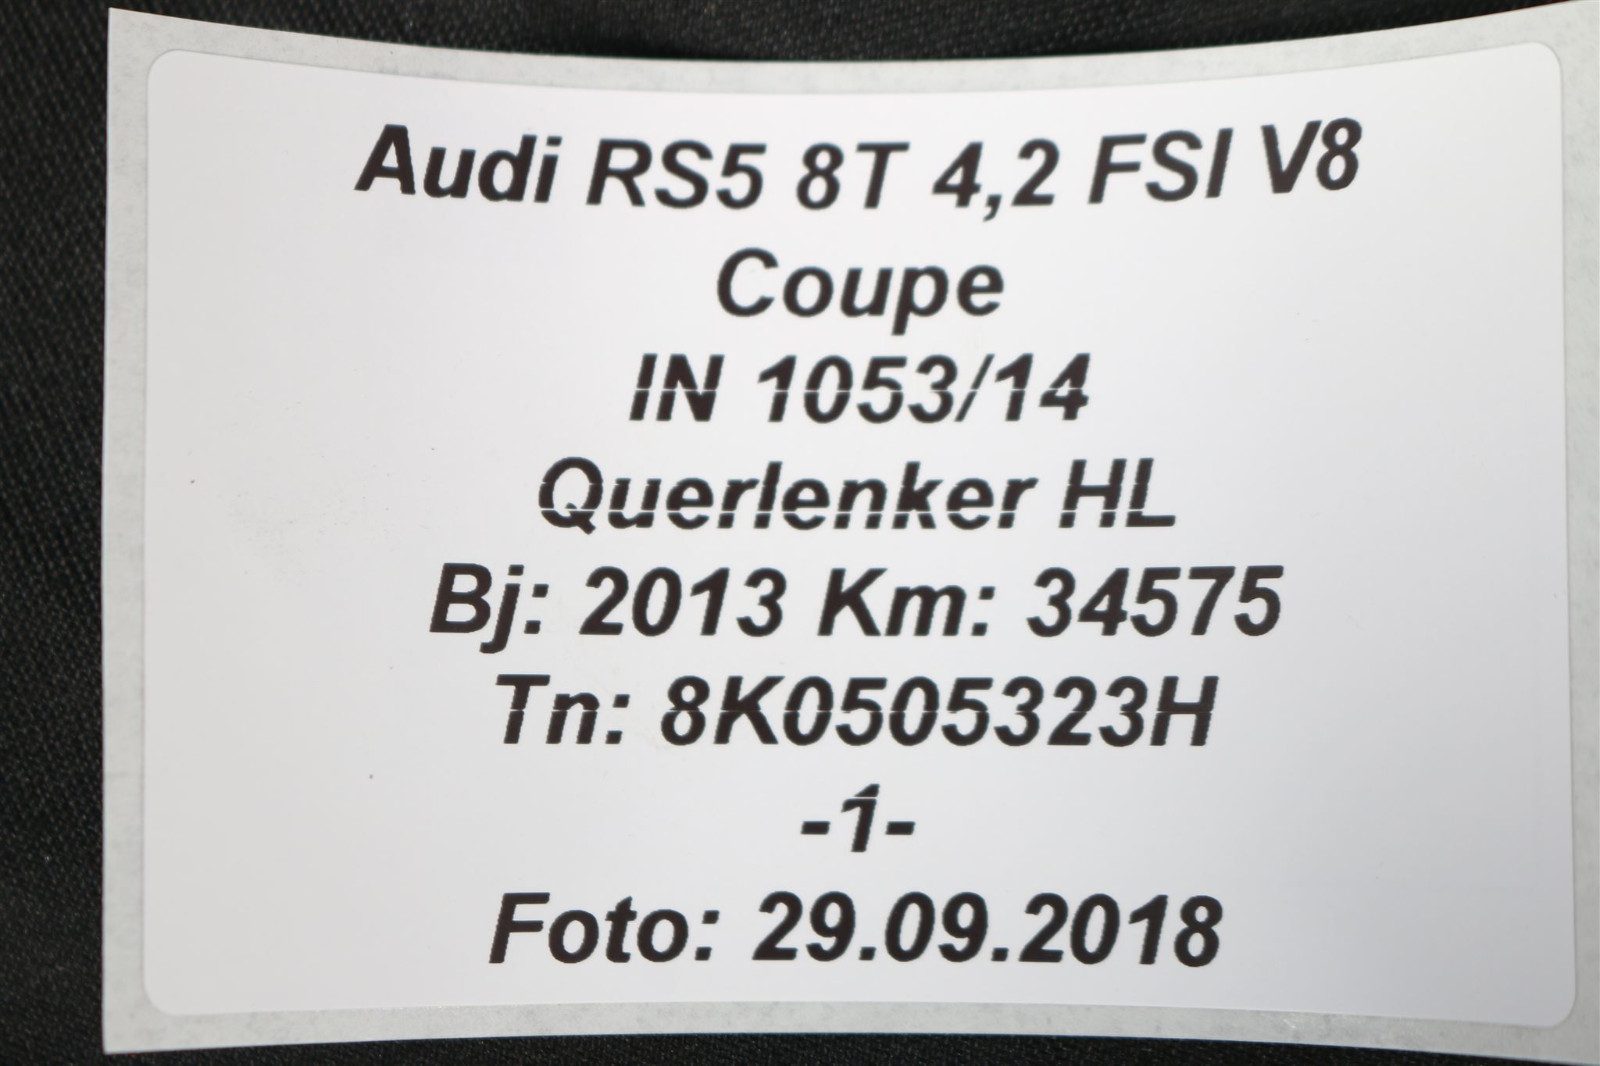 Audi RS5 8T 4,2 FSI V8
Coupe
IN 1053/14
Querlenker HL
Bj: 2013 Km: 34575
Tn: 8K0505323H
-1-
Foto: 29.09.2018